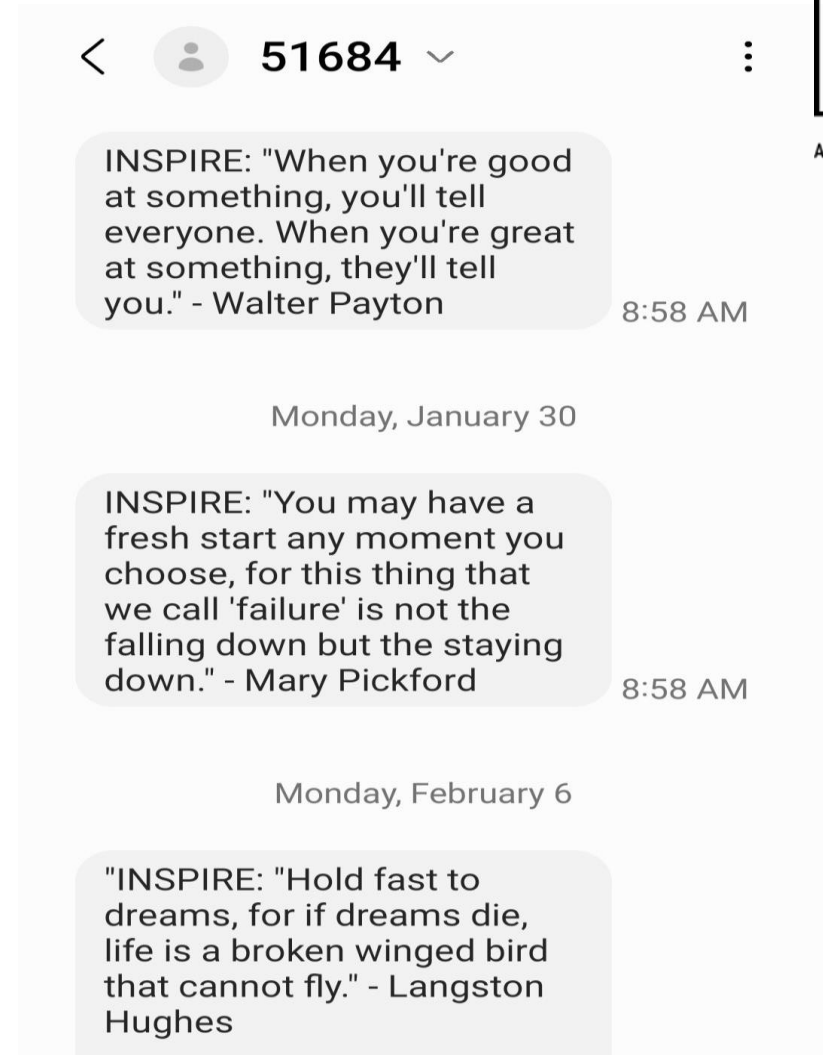 51684
INSPIRE: "When you're good
at something, you'll tell
everyone. When you're great
at something, they'll tell
you." - Walter Payton
8:58 AM
Monday, January 30
INSPIRE: "You may have a
fresh start any moment you
choose, for this thing that
we call 'failure' is not the
falling down but the staying
down." - Mary Pickford
8:58 AM
Monday, February 6
"INSPIRE: "Hold fast to
dreams, for if dreams die,
life is a broken winged bird
that cannot fly." - Langston
Hughes